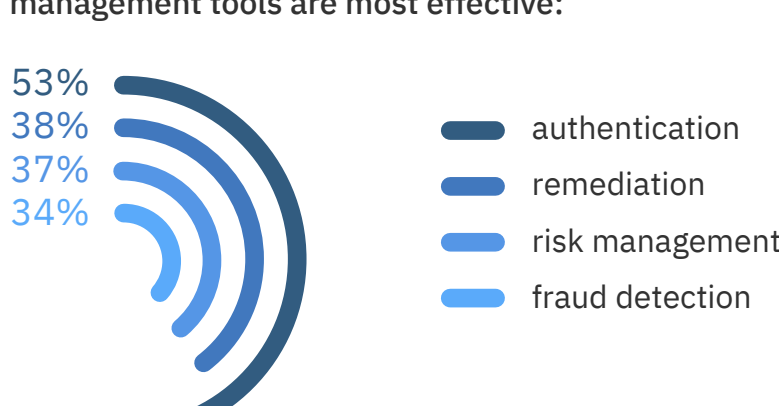 management tools are most effective:
53%
38%
37%
34%
authentication
remediation
risk management
fraud detection